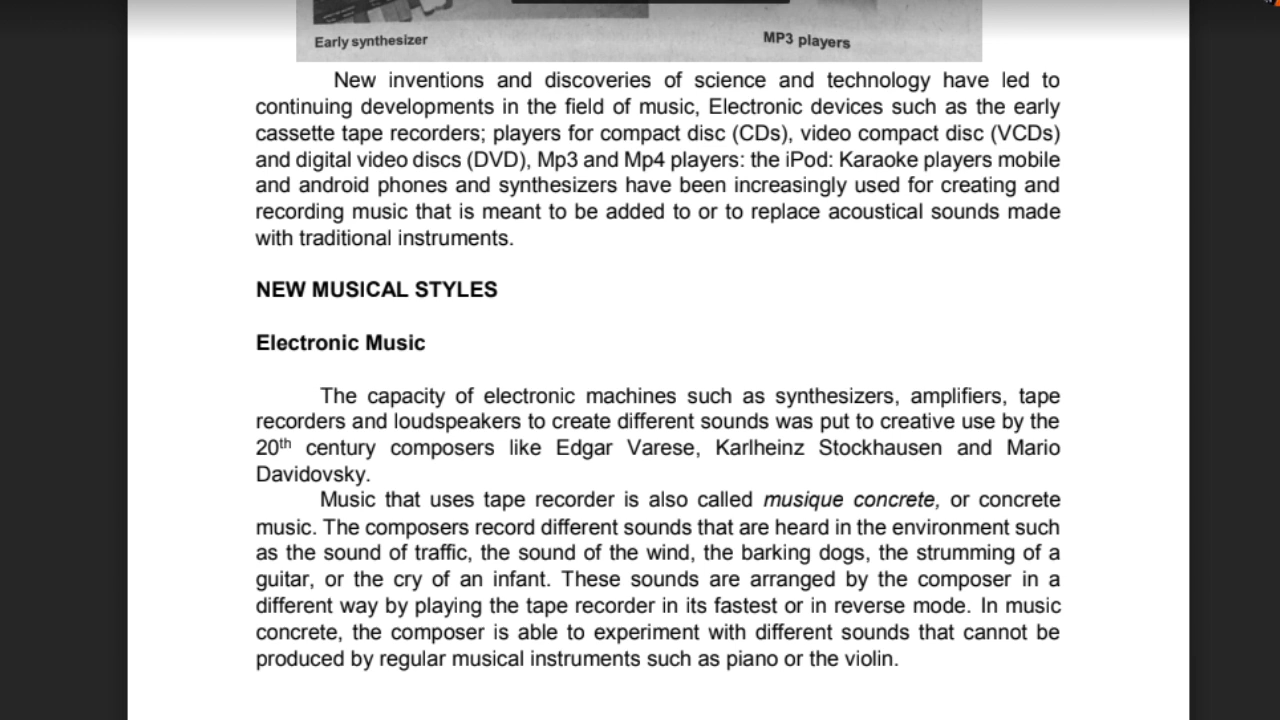 Early synthesizer
MP3 players
New inventions and discoveries of science and technology have led to
continuing developments in the field of music, Electronic devices such as the early
cassette tape recorders; players for compact disc (CDs), video compact disc (VCDs)
and digital video discs (DVD), Mp3 and Mp4 players: the iPod: Karaoke players mobile
and android phones and synthesizers have been increasingly used for creating and
recording music that is meant to be added to or to replace acoustical sounds made
with traditional instruments.
NEW MUSICAL STYLES
Electronic Music
The capacity of electronic machines such as synthesizers, amplifiers, tape
recorders and loudspeakers to create different sounds was put to creative use by the
20th century composers like Edgar Varese, Karlheinz Stockhausen and Mario
Davidovsky.
Music that uses tape recorder is also called musique concrete, or concrete
music. The composers record different sounds that are heard in the environment such
as the sound of traffic, the sound of the wind, the barking dogs, the strumming of a
guitar, or the cry of an infant. These sounds are arranged by the composer in a
different way by playing the tape recorder in its fastest or in reverse mode. In music
concrete, the composer is able to experiment with different sounds that cannot be
produced by regular musical instruments such as piano or the violin.